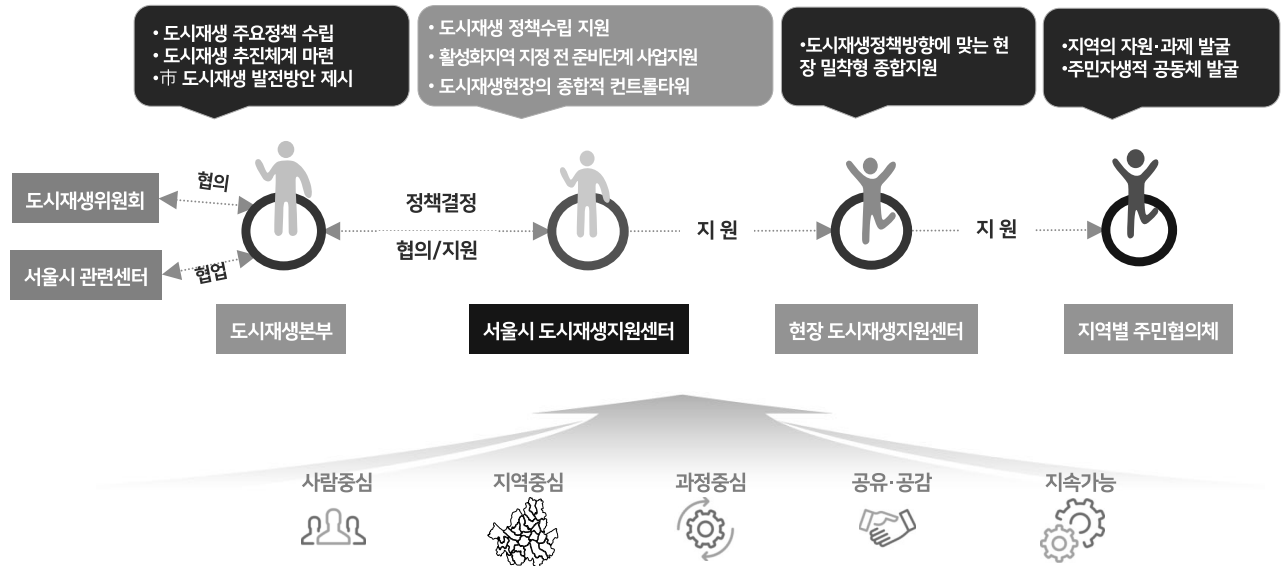 • 도시재생 주요정책 수립
• 도시재생 추진체계 마련
•市 도시재생 발전방안 제시
• 도시재생 정책수립 지원
• 활성화지역 지정 전 준비단계 사업지원
• 도시재생현장의 종합적 컨트롤타워
•도시재생정책방향에 맞는 현
장 밀착형 종합지원
•지역의 자원·과제 발굴
•주민자생적 공동체 발굴
도시재생위원회
협의
서울시 관련센터
협업
정책결정
협의/지원
지 원
지 원
도시재생본부
서울시 도시재생지원센터
현장 도시재생지원센터
지역별 주민협의체
사람중심
지역중심
과정중심
공유·공감
지속가능